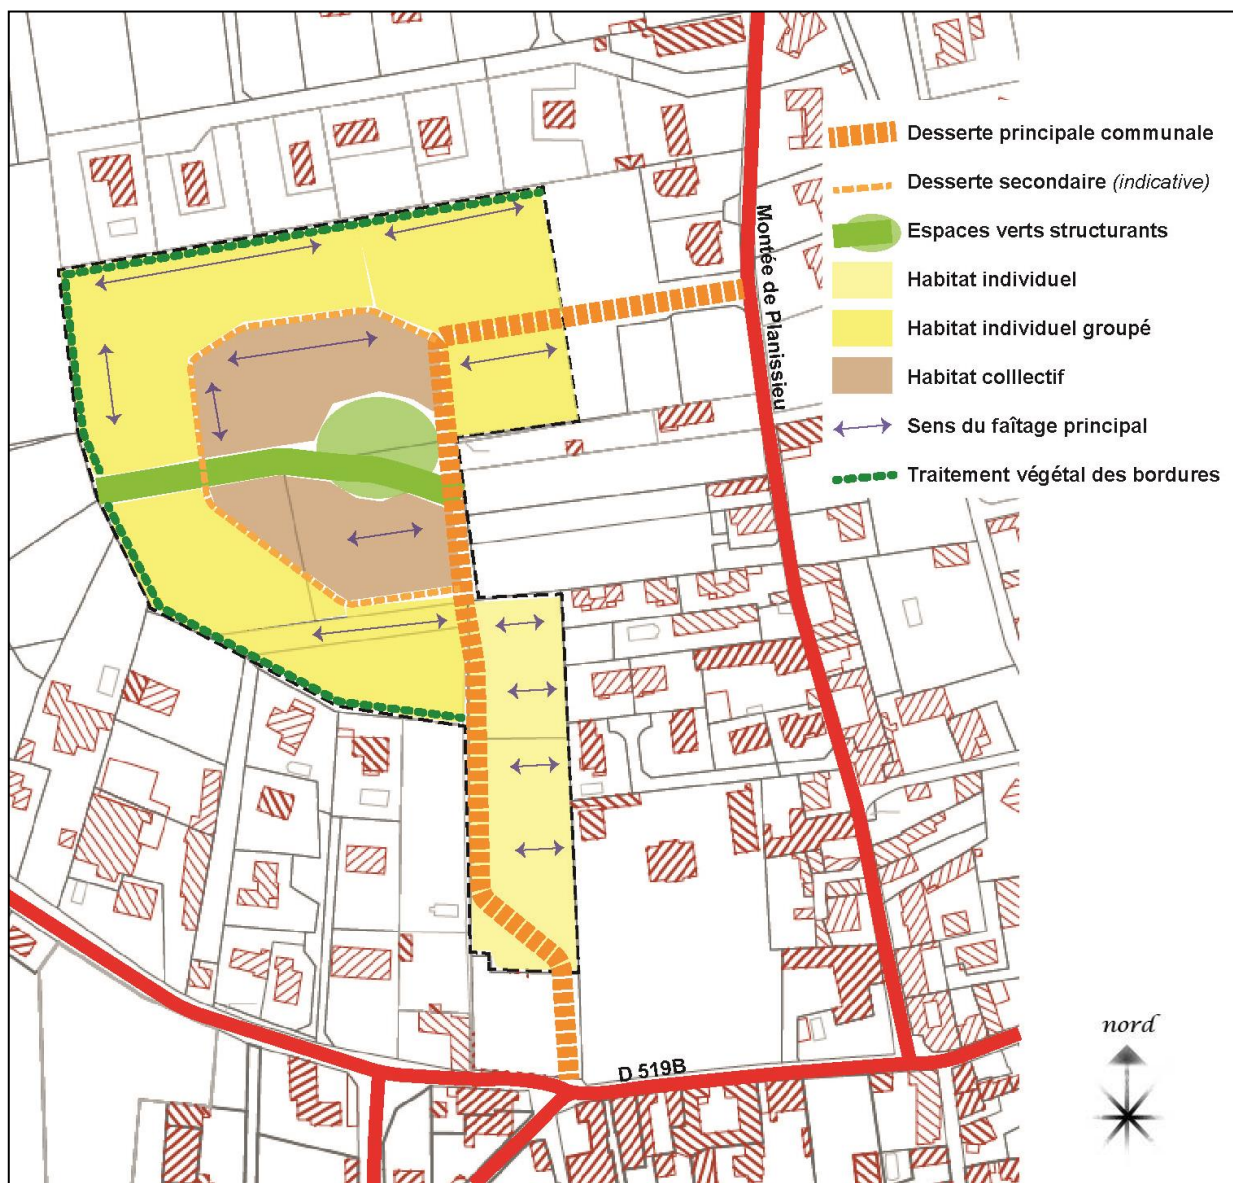 Desserte principale communale
Desserte secondaire (indicative)
Espaces verts structurants
Habitat individuel
Habitat individuel groupé
Habitat colllectif
Sens du faîtage principal
Traitement végétal des bordures
Montée de Planissieu
nord
D 519B